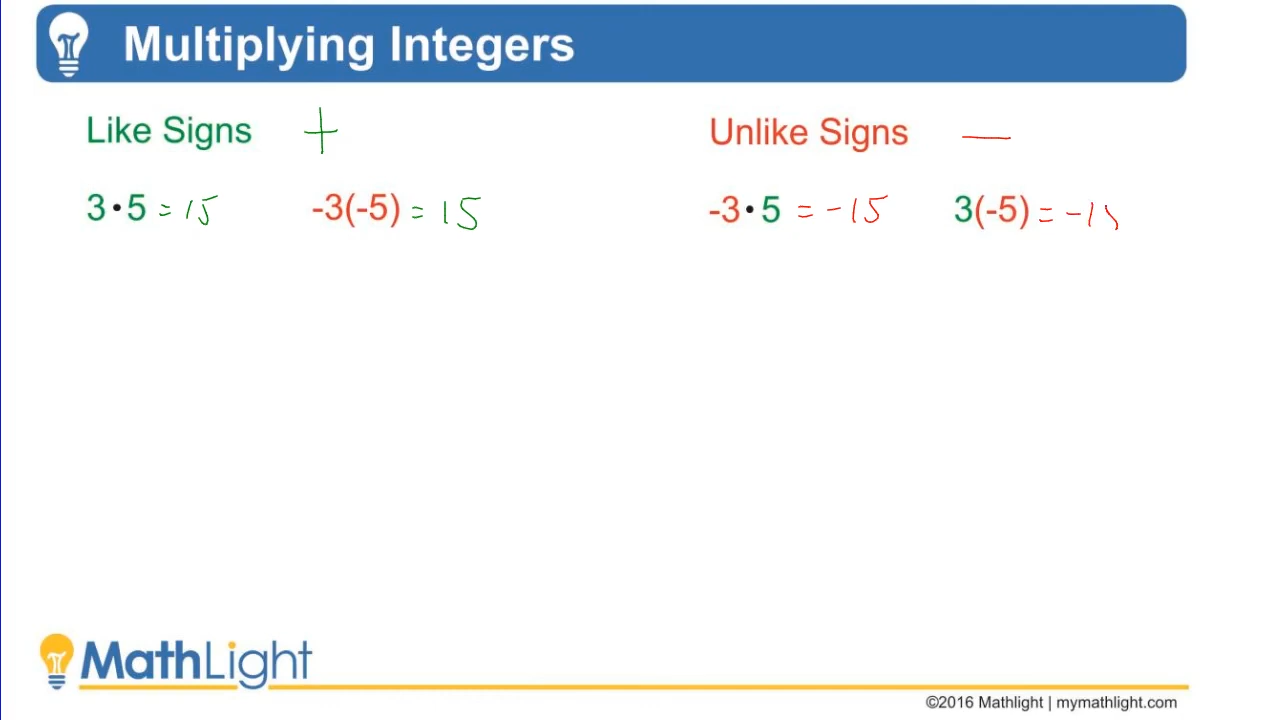 Multiplying Integers
Like Signs + Unlike Signs —
3·5 = 15 -3(-5) = 15 -3·5 = -15 3(-5) = -1
MathLight
©2016 Mathlight | mymathlight.com